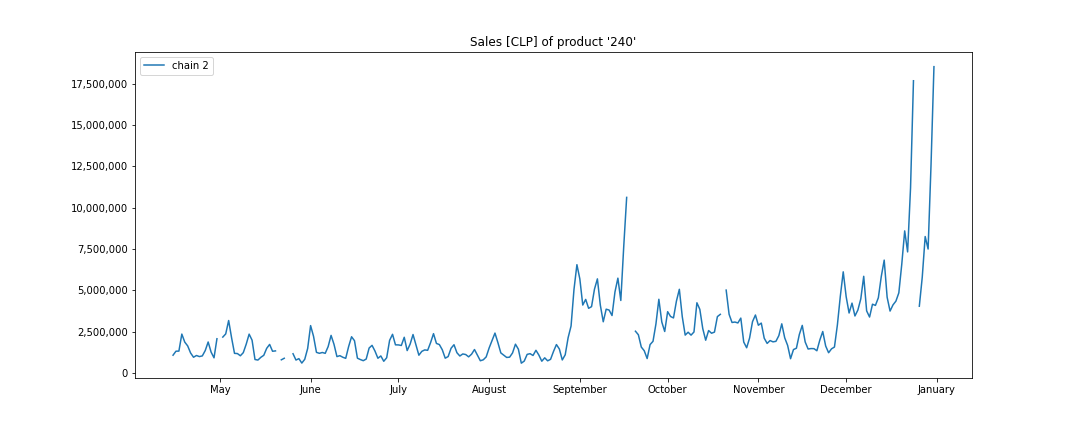 Sales [CLP] of product '240'
chain 2
17,500,000
15,000,000
12,500,000
10,000,000
7,500,000
5,000,000
2,500,000
0
May June July August September October November December January